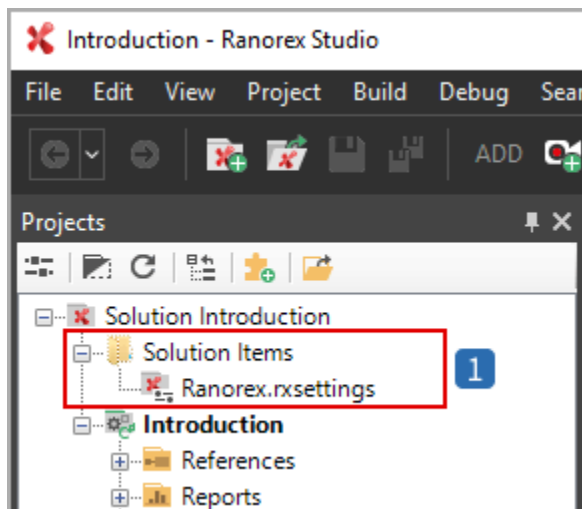 Introduction - Ranorex Studio
File Edit View Project Build Debug Sear
ADD
Projects
Solution Introduction
Solution Items
1
Ranorex.rxsettings
Introduction
References
Reports